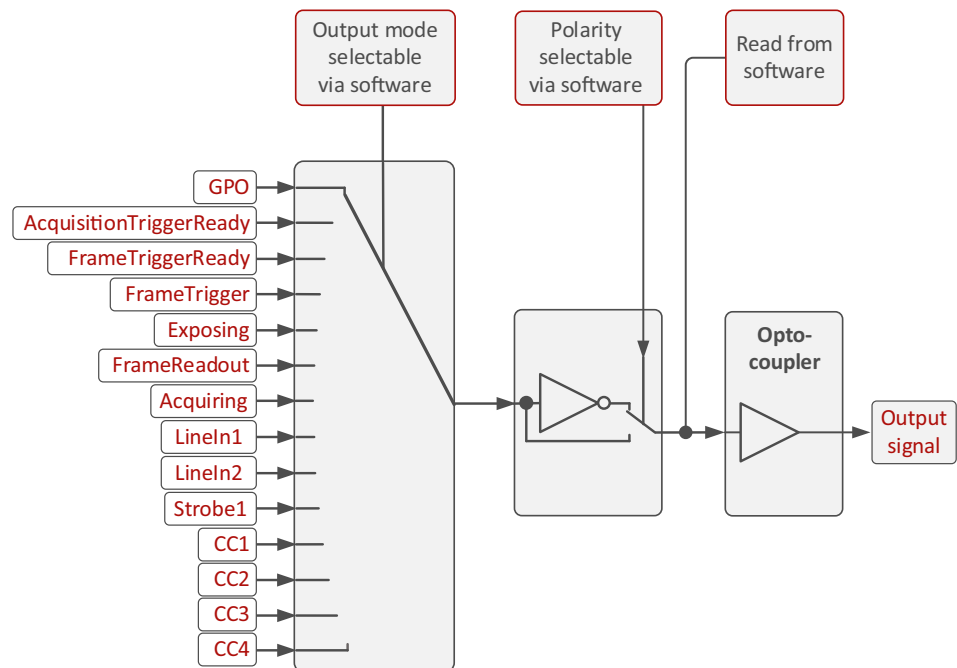 Output mode
selectable
via software
Polarity
selectable
via software
Read from
software
GPO
AcquisitionTriggerReady
FrameTriggerReady
FrameTrigger
Exposing
FrameReadout
Acquiring
LineIn1
LineIn2
Strobe1
CC1
CC2
CC3
CC4
Opto-
coupler
Output
signal